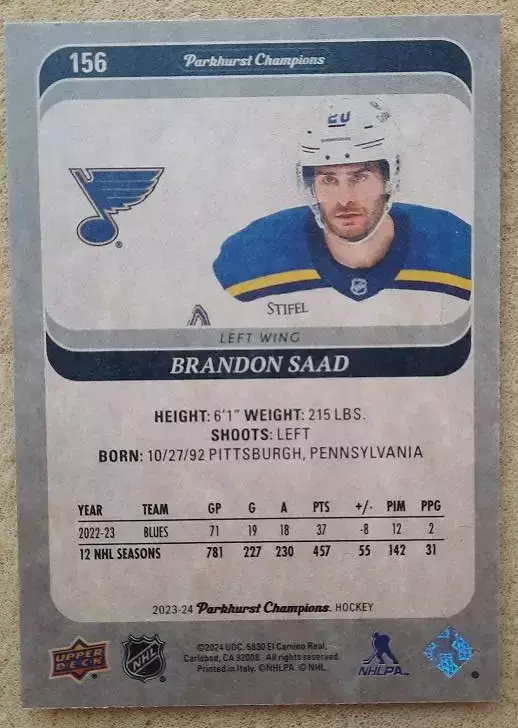 156 Parkhurst Champions
20
®
STIFEL
LEFT WING
BRANDON SAAD
HEIGHT: 6'1" WEIGHT: 215 LBS.
SHOOTS: LEFT
BORN: 10/27/92 PITTSBURGH, PENNSYLVANIA
YEAR TEAM GP G A PTS +/- PIM PPG
2022-23 BLUES 71 19 18 37 -8 12 2
12 NHL SEASONS 781 227 230 457 55 142 31
2023-24 Parkhurst Champions. HOCKEY
©2024 UDC. 5830 El Camino Real,
Carlsbad, CA 92008. All rights reserved.
Printed in Italy. ©NHLPA © NHL.
UPPER
DECK
NHL
NHLPA